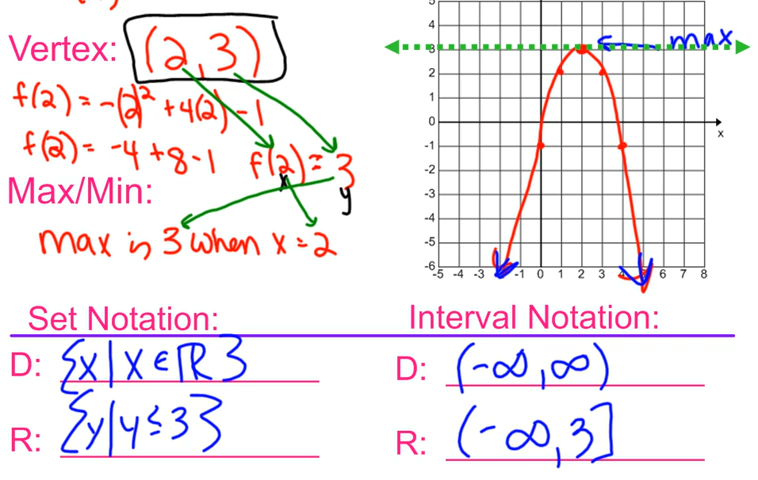 Vertex: (2,3)
f(2) = -(2)² + 4(2) - 1
f(2) = -4 + 8 - 1 f(2) = 3
x y
Max/Min:
max is 3 when x = 2
max
5
4
3
2
1
0
-1
-2
-3
-4
-5
-6
-5 -4 -3 -1 0 1 2 3 4 5 6 7 8
x
Set Notation: Interval Notation:
D: {x | x ∈ ℝ} D: (-∞, ∞)
R: {y | y ≤ 3} R: (-∞, 3]